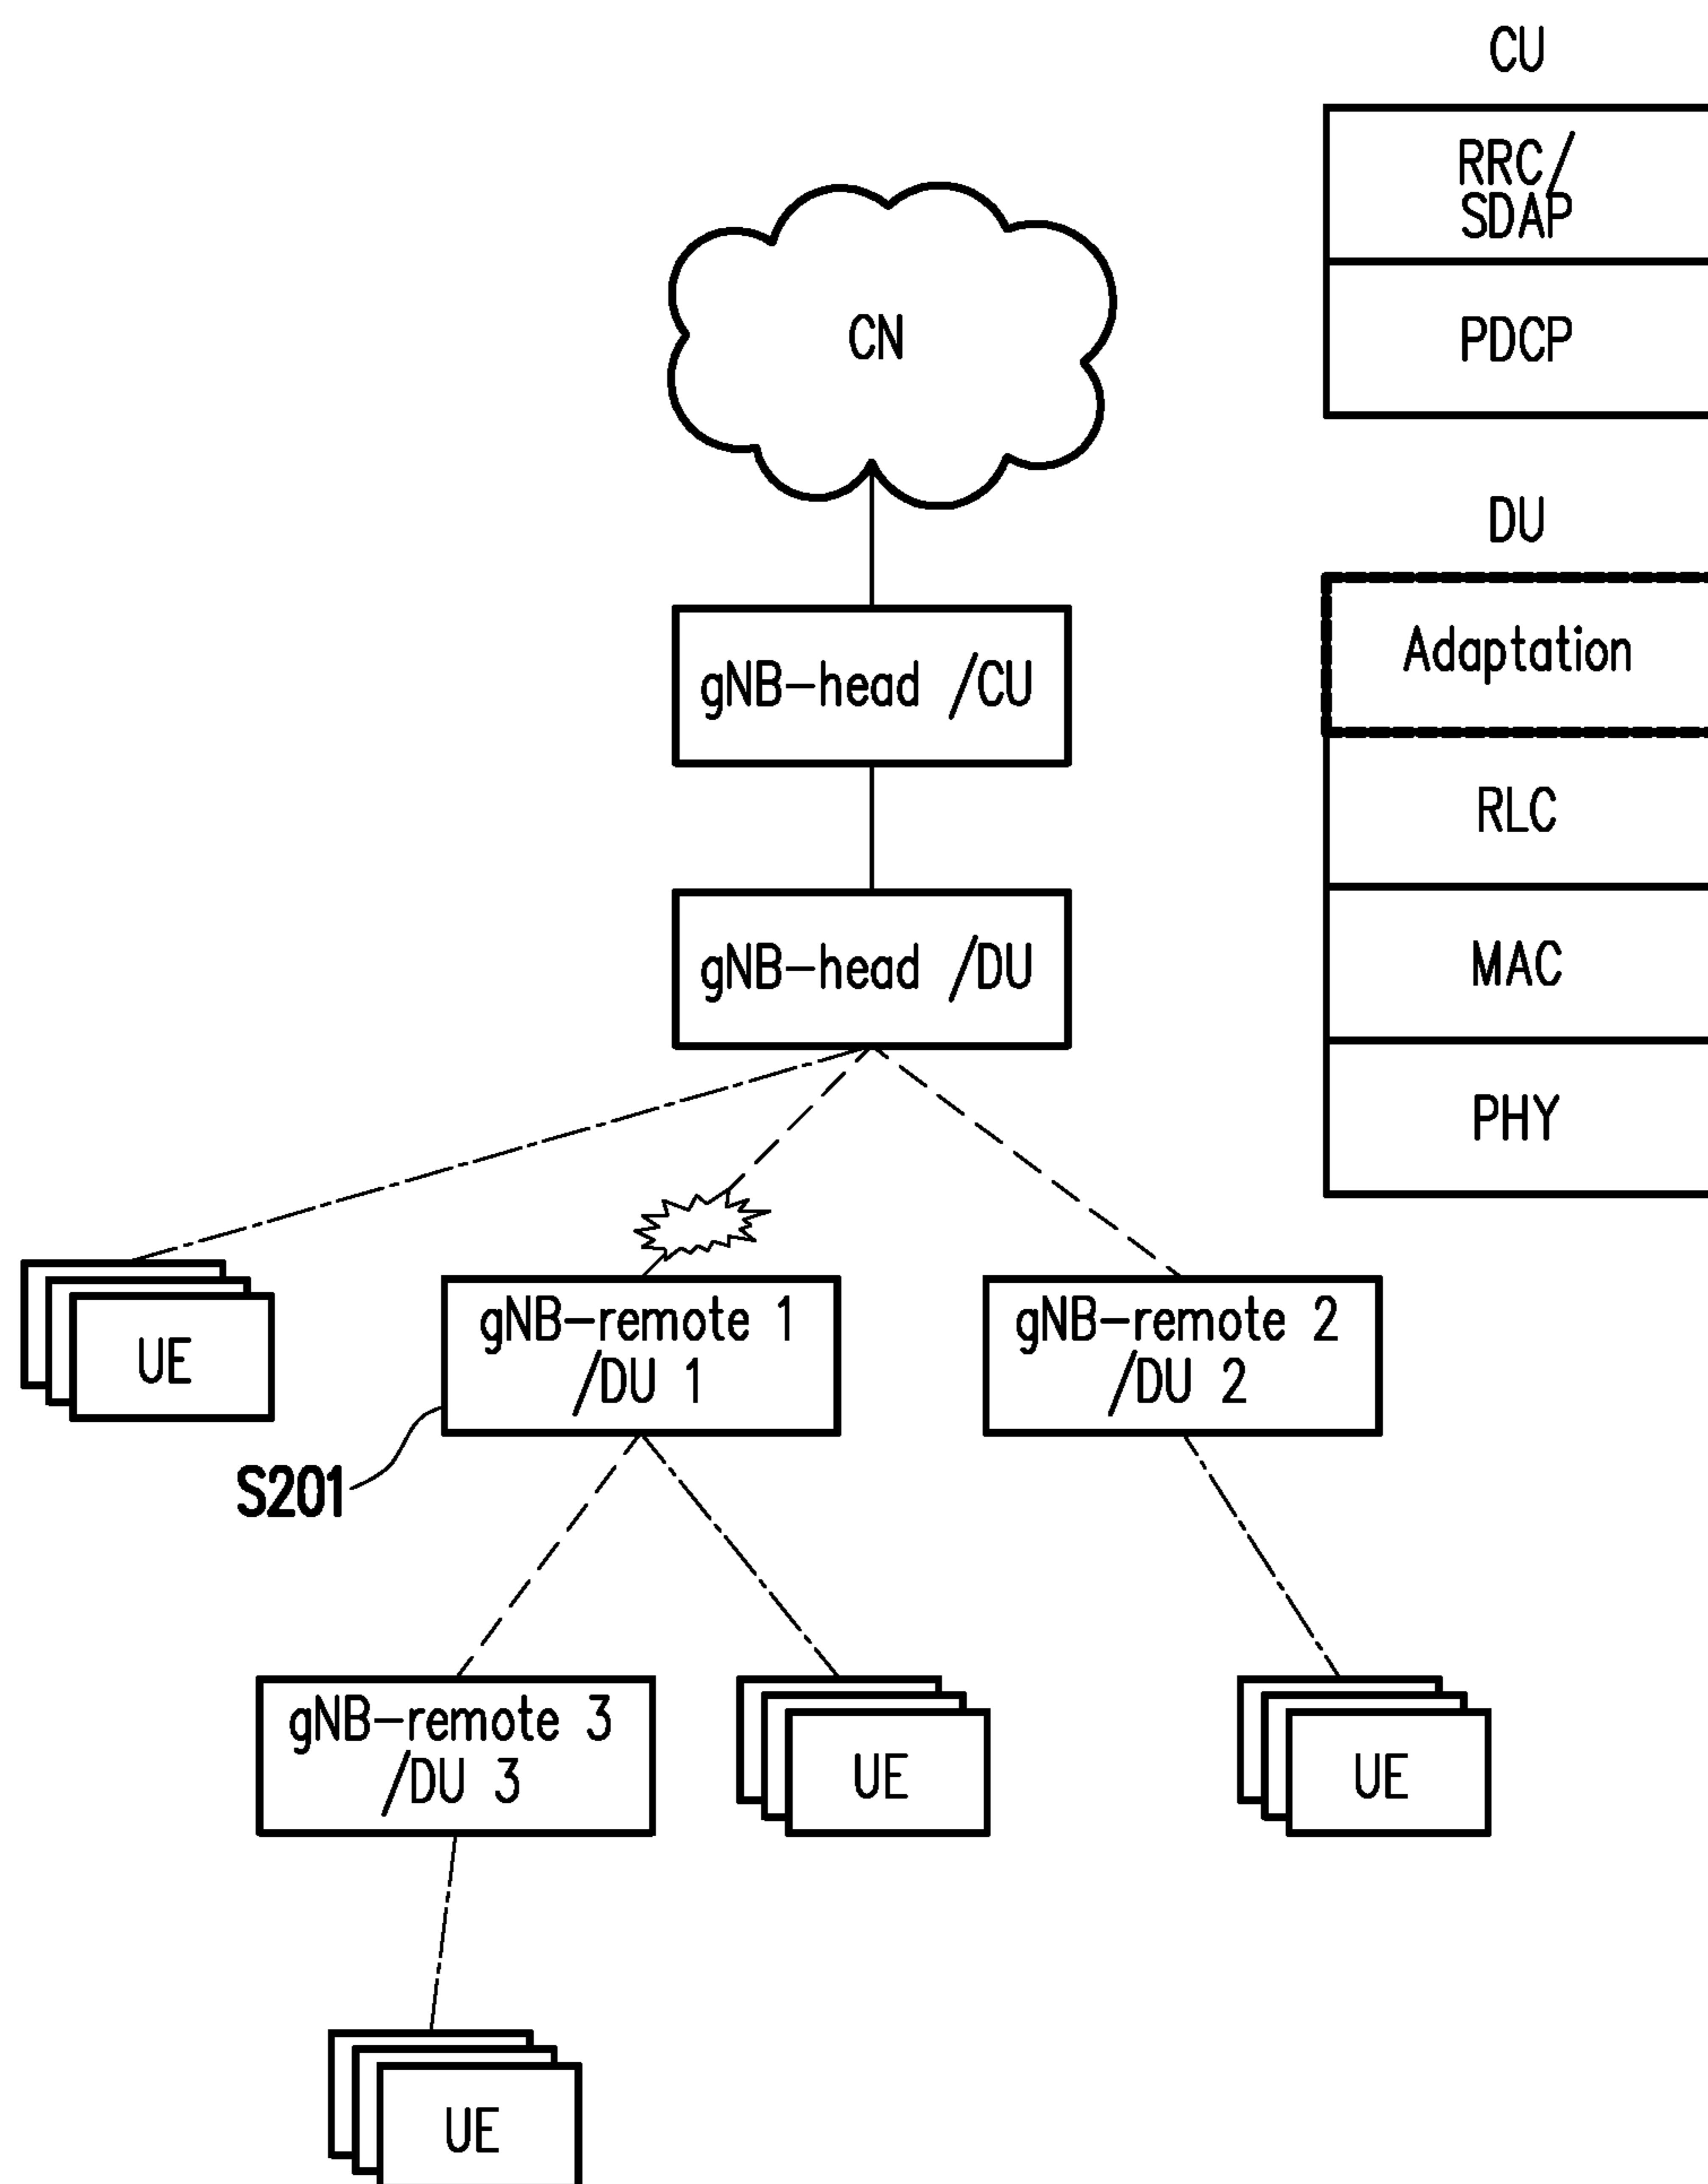 CU
RRC/
SDAP
PDCP
CN
DU
Adaptation
gNB-head /CU
RLC
gNB-head /DU
MAC
PHY
UE
gNB-remote 1
/DU 1
gNB-remote 2
/DU 2
S201
gNB-remote 3
/DU 3
UE
UE
UE